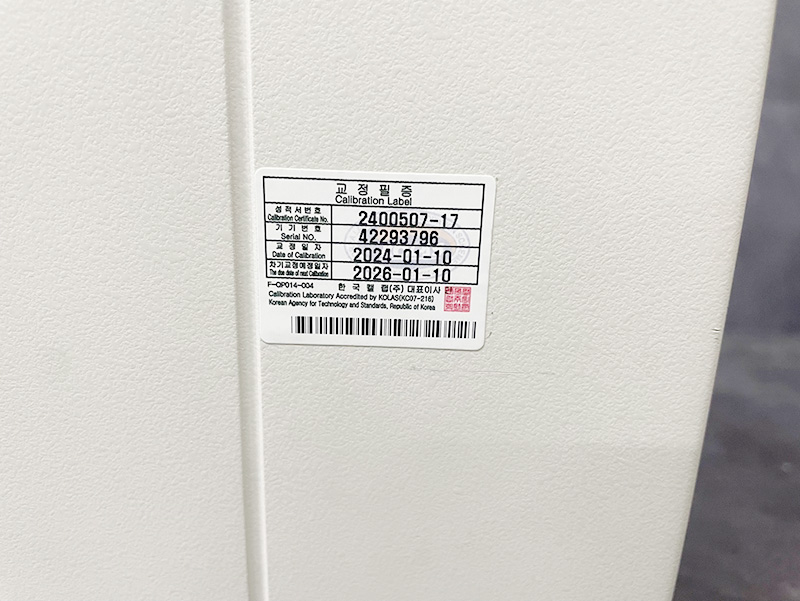 교 정 필 증
Calibration Label
성 적 서 번 호
Calibration Certificate No.
2400507-17
기 기 번 호
Serial NO.
42293796
교 정 일 자
Date of Calibration
2024-01-10
차기교정예정일자
The due date of next Calibration
2026-01-10
F-OP014-004
한 국 캘 랩(주) 대표이사
Calibration Laboratory Accredited by KOLAS(KC07-216)
Korean Agency for Technology and Standards, Republic of Korea